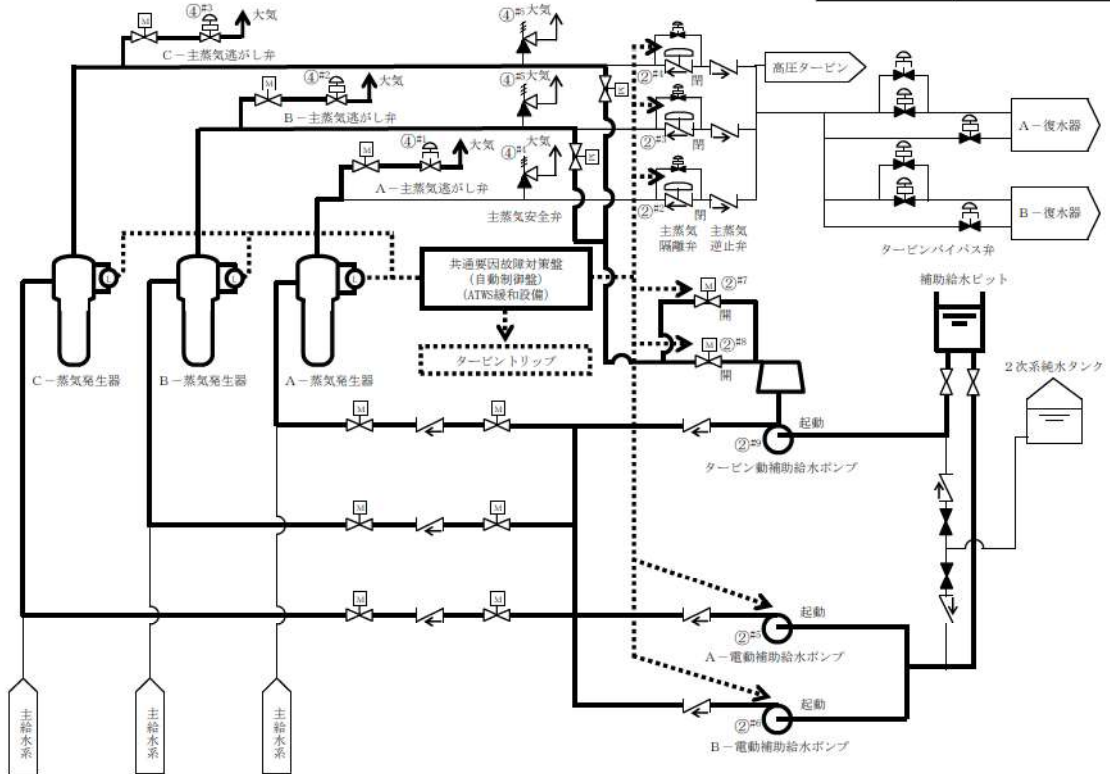 ④#3
大気
M
C－主蒸気逃がし弁
④#6
大気
②#4
閉
高圧タービン
④#2
大気
M
B－主蒸気逃がし弁
④#5
大気
M
②#3
閉
A－復水器
④#1
大気
M
A－主蒸気逃がし弁
④#4
大気
M
②#2
閉
主蒸気安全弁
主蒸気
隔離弁
主蒸気
逆止弁
B－復水器
タービンバイパス弁
L
L
L
共通要因故障対策盤
(自動制御盤)
(ATWS緩和設備)
タービントリップ
M
②#7
開
M
②#8
開
補助給水ピット
2次系純水タンク
C－蒸気発生器
B－蒸気発生器
A－蒸気発生器
M
M
起動
②#9
タービン動補助給水ポンプ
M
M
M
M
起動
②#5
A－電動補助給水ポンプ
起動
②#6
B－電動補助給水ポンプ
主給水系
主給水系
主給水系